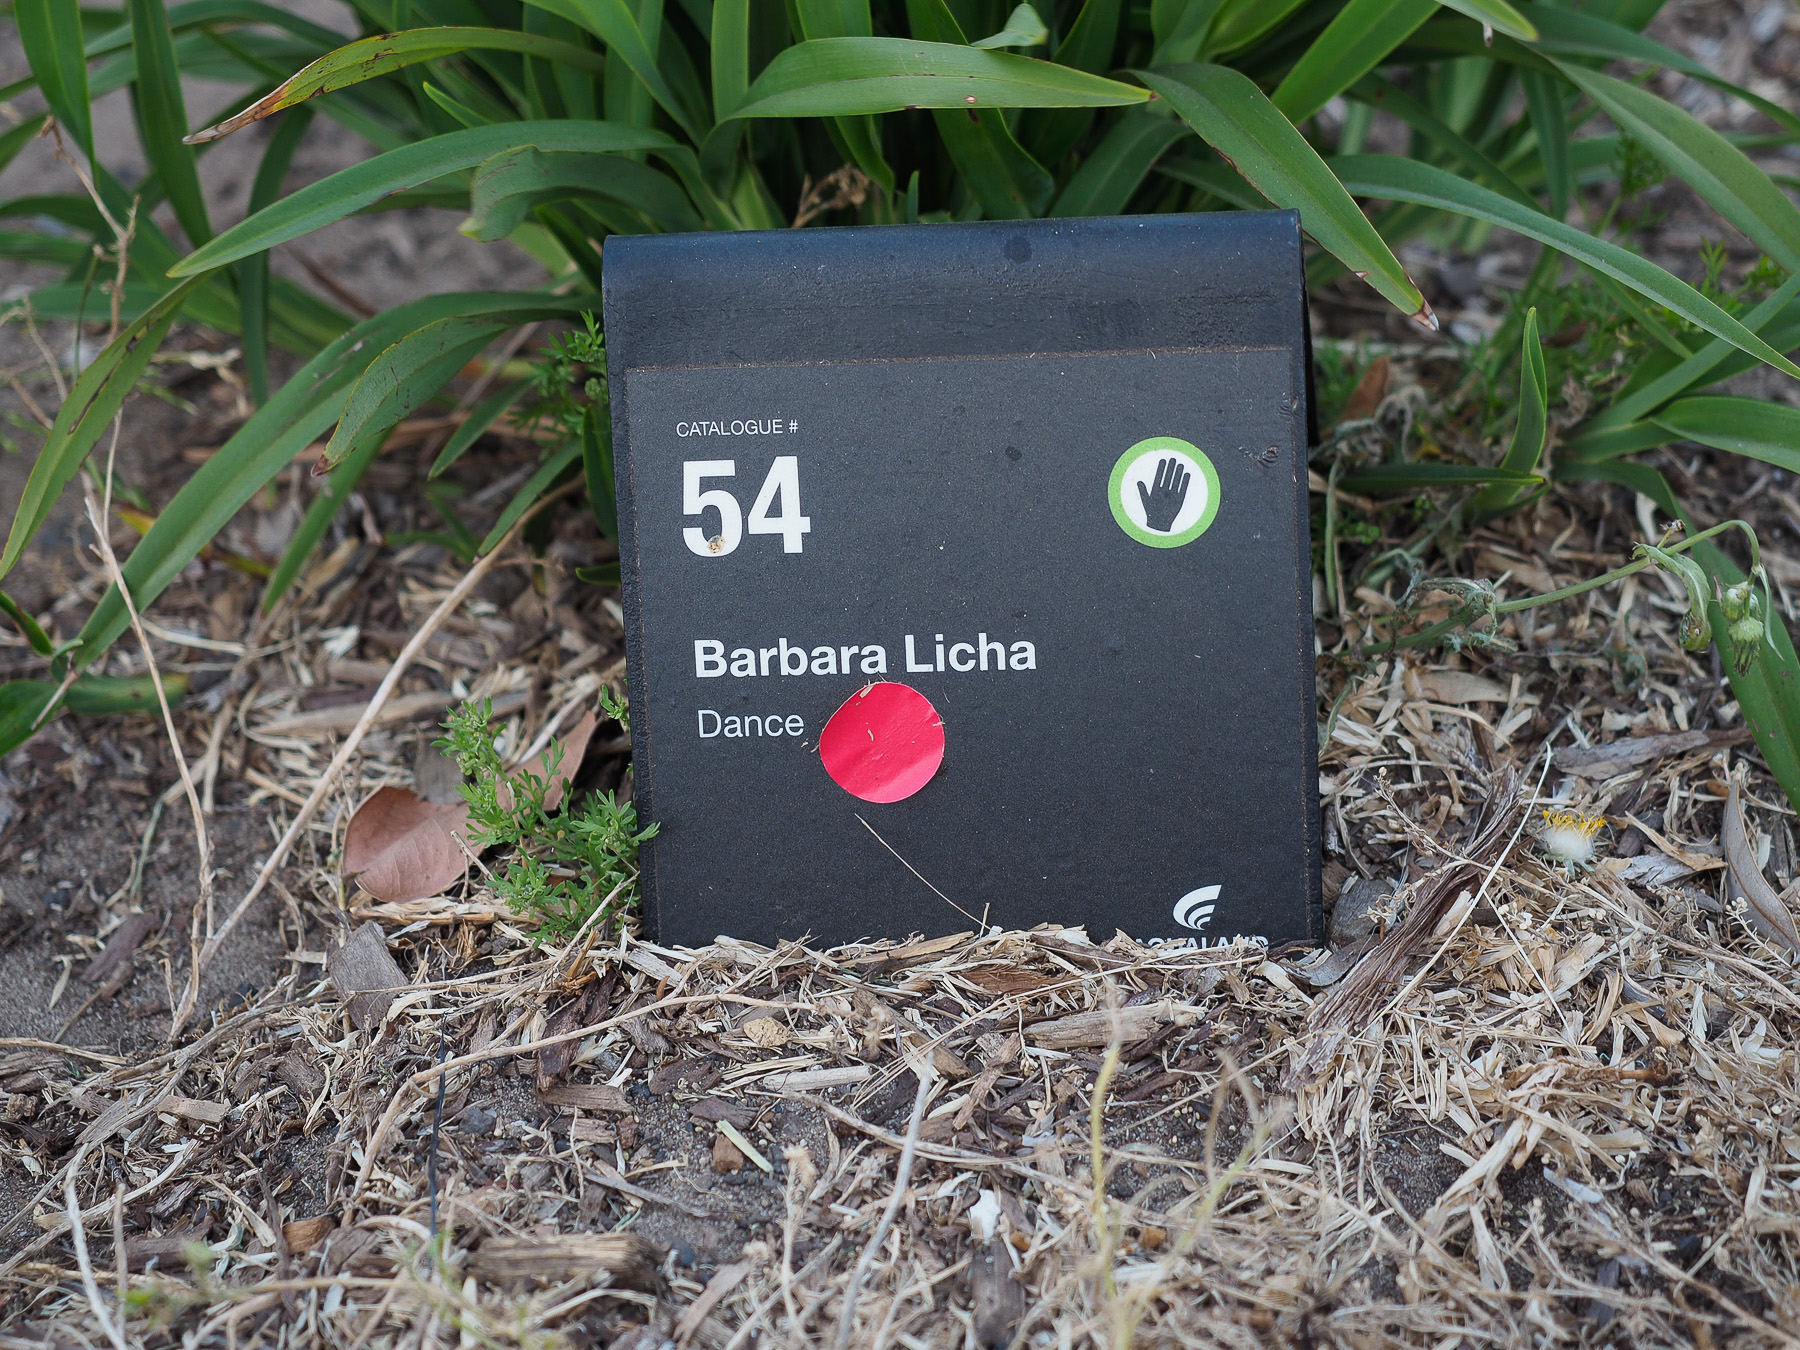 CATALOGUE #
54
Barbara Licha
Dance